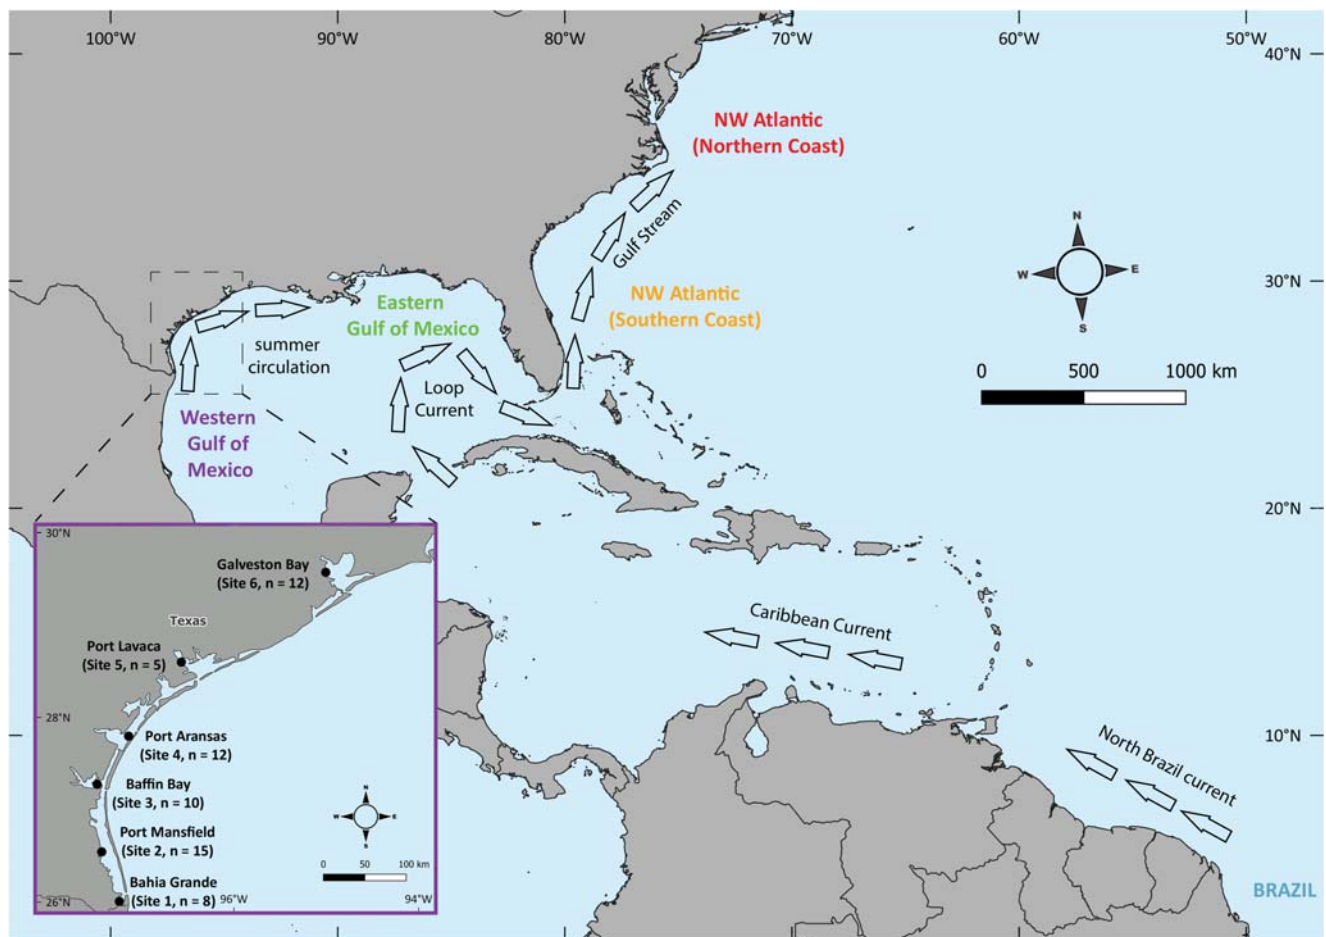 100°W
90°W
80°W
70°W
60°W
50°W
40°N
NW Atlantic
(Northern Coast)
Gulf Stream
N
W
E
S
30°N
Eastern
Gulf of Mexico
NW Atlantic
(Southern Coast)
summer
circulation
Loop
Current
0
500
1000 km
Western
Gulf of
Mexico
20°N
30°N
Galveston Bay
(Site 6, n = 12)
Texas
Port Lavaca
(Site 5, n = 5)
28°N
Port Aransas
(Site 4, n = 12)
Baffin Bay
(Site 3, n = 10)
Port Mansfield
(Site 2, n = 15)
Bahia Grande
(Site 1, n = 8)
26°N
96°W
94°W
N
W
E
S
0
50
100 km
Caribbean Current
10°N
North Brazil current
BRAZIL